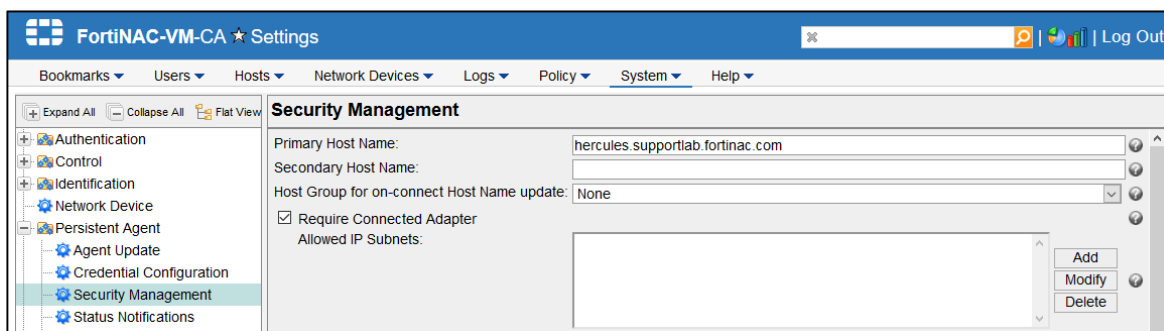 FortiNAC-VM-CA ★ Settings
| Log Out
Bookmarks Users Hosts Network Devices Logs Policy System Help
Expand All Collapse All Flat View
Authentication
Control
Identification
Network Device
Persistent Agent
Agent Update
Credential Configuration
Security Management
Status Notifications
Security Management
Primary Host Name: hercules.supportlab.fortinac.com
Secondary Host Name:
Host Group for on-connect Host Name update: None
Require Connected Adapter
Allowed IP Subnets:
Add
Modify
Delete